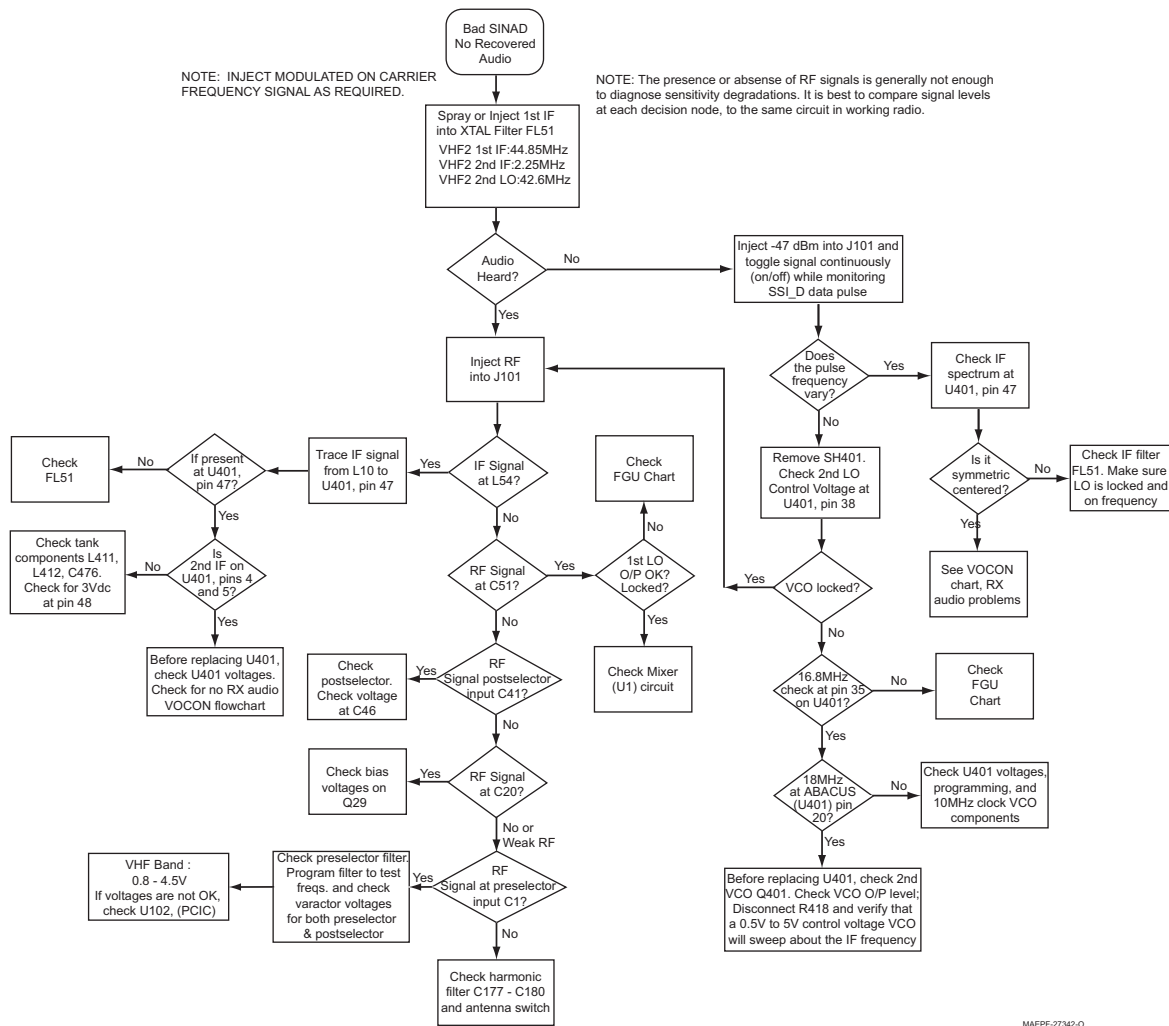 Bad SINAD
No Recovered
Audio
NOTE:  INJECT MODULATED ON CARRIER
FREQUENCY SIGNAL AS REQUIRED.
NOTE: The presence or absense of RF signals is generally not enough
to diagnose sensitivity degradations. It is best to compare signal levels
at each decision node, to the same circuit in working radio.
Spray or Inject 1st IF
into XTAL Filter FL51
VHF2 1st IF:44.85MHz
VHF2 2nd IF:2.25MHz
VHF2 2nd LO:42.6MHz
Audio
Heard?
No
Yes
Inject -47 dBm into J101 and
toggle signal continuously
(on/off) while monitoring
SSI_D data pulse
Inject RF
into J101
Does
the pulse
frequency
vary?
Yes
No
Check IF
spectrum at
U401, pin 47
Is it
symmetric
centered?
No
Yes
Check IF filter
FL51. Make sure
LO is locked and
on frequency
See VOCON
chart, RX
audio problems
Remove SH401.
Check 2nd LO
Control Voltage at
U401, pin 38
VCO locked?
Yes
No
16.8MHz
check at pin 35
on U401?
No
Yes
Check
FGU
Chart
18MHz
at ABACUS
(U401) pin
20?
No
Yes
Check U401 voltages,
programming, and
10MHz clock VCO
components
Before replacing U401, check 2nd
VCO Q401. Check VCO O/P level;
Disconnect R418 and verify that
a 0.5V to 5V control voltage VCO
will sweep about the IF frequency
IF Signal
at L54?
Yes
No
Trace IF signal
from L10 to
U401, pin 47
If present
at U401,
pin 47?
No
Yes
Check
FL51
Is
2nd IF on
U401, pins 4
and 5?
No
Yes
Check tank
components L411,
L412, C476.
Check for 3Vdc
at pin 48
Before replacing U401,
check U401 voltages.
Check for no RX audio
VOCON flowchart
RF Signal
at C51?
Yes
No
1st LO
O/P OK?
Locked?
No
Yes
Check
FGU Chart
Check Mixer
(U1) circuit
RF
Signal postselector
input C41?
Yes
No
Check
postselector.
Check voltage
at C46
RF Signal
at C20?
Yes
No or
Weak RF
Check bias
voltages on
Q29
RF
Signal at preselector
input C1?
Yes
No
Check preselector filter.
Program filter to test
freqs. and check
varactor voltages
for both preselector
& postselector
VHF Band :
0.8 - 4.5V
If voltages are not OK,
check U102, (PCIC)
Check harmonic
filter C177 - C180
and antenna switch
MAEPF-27342-O